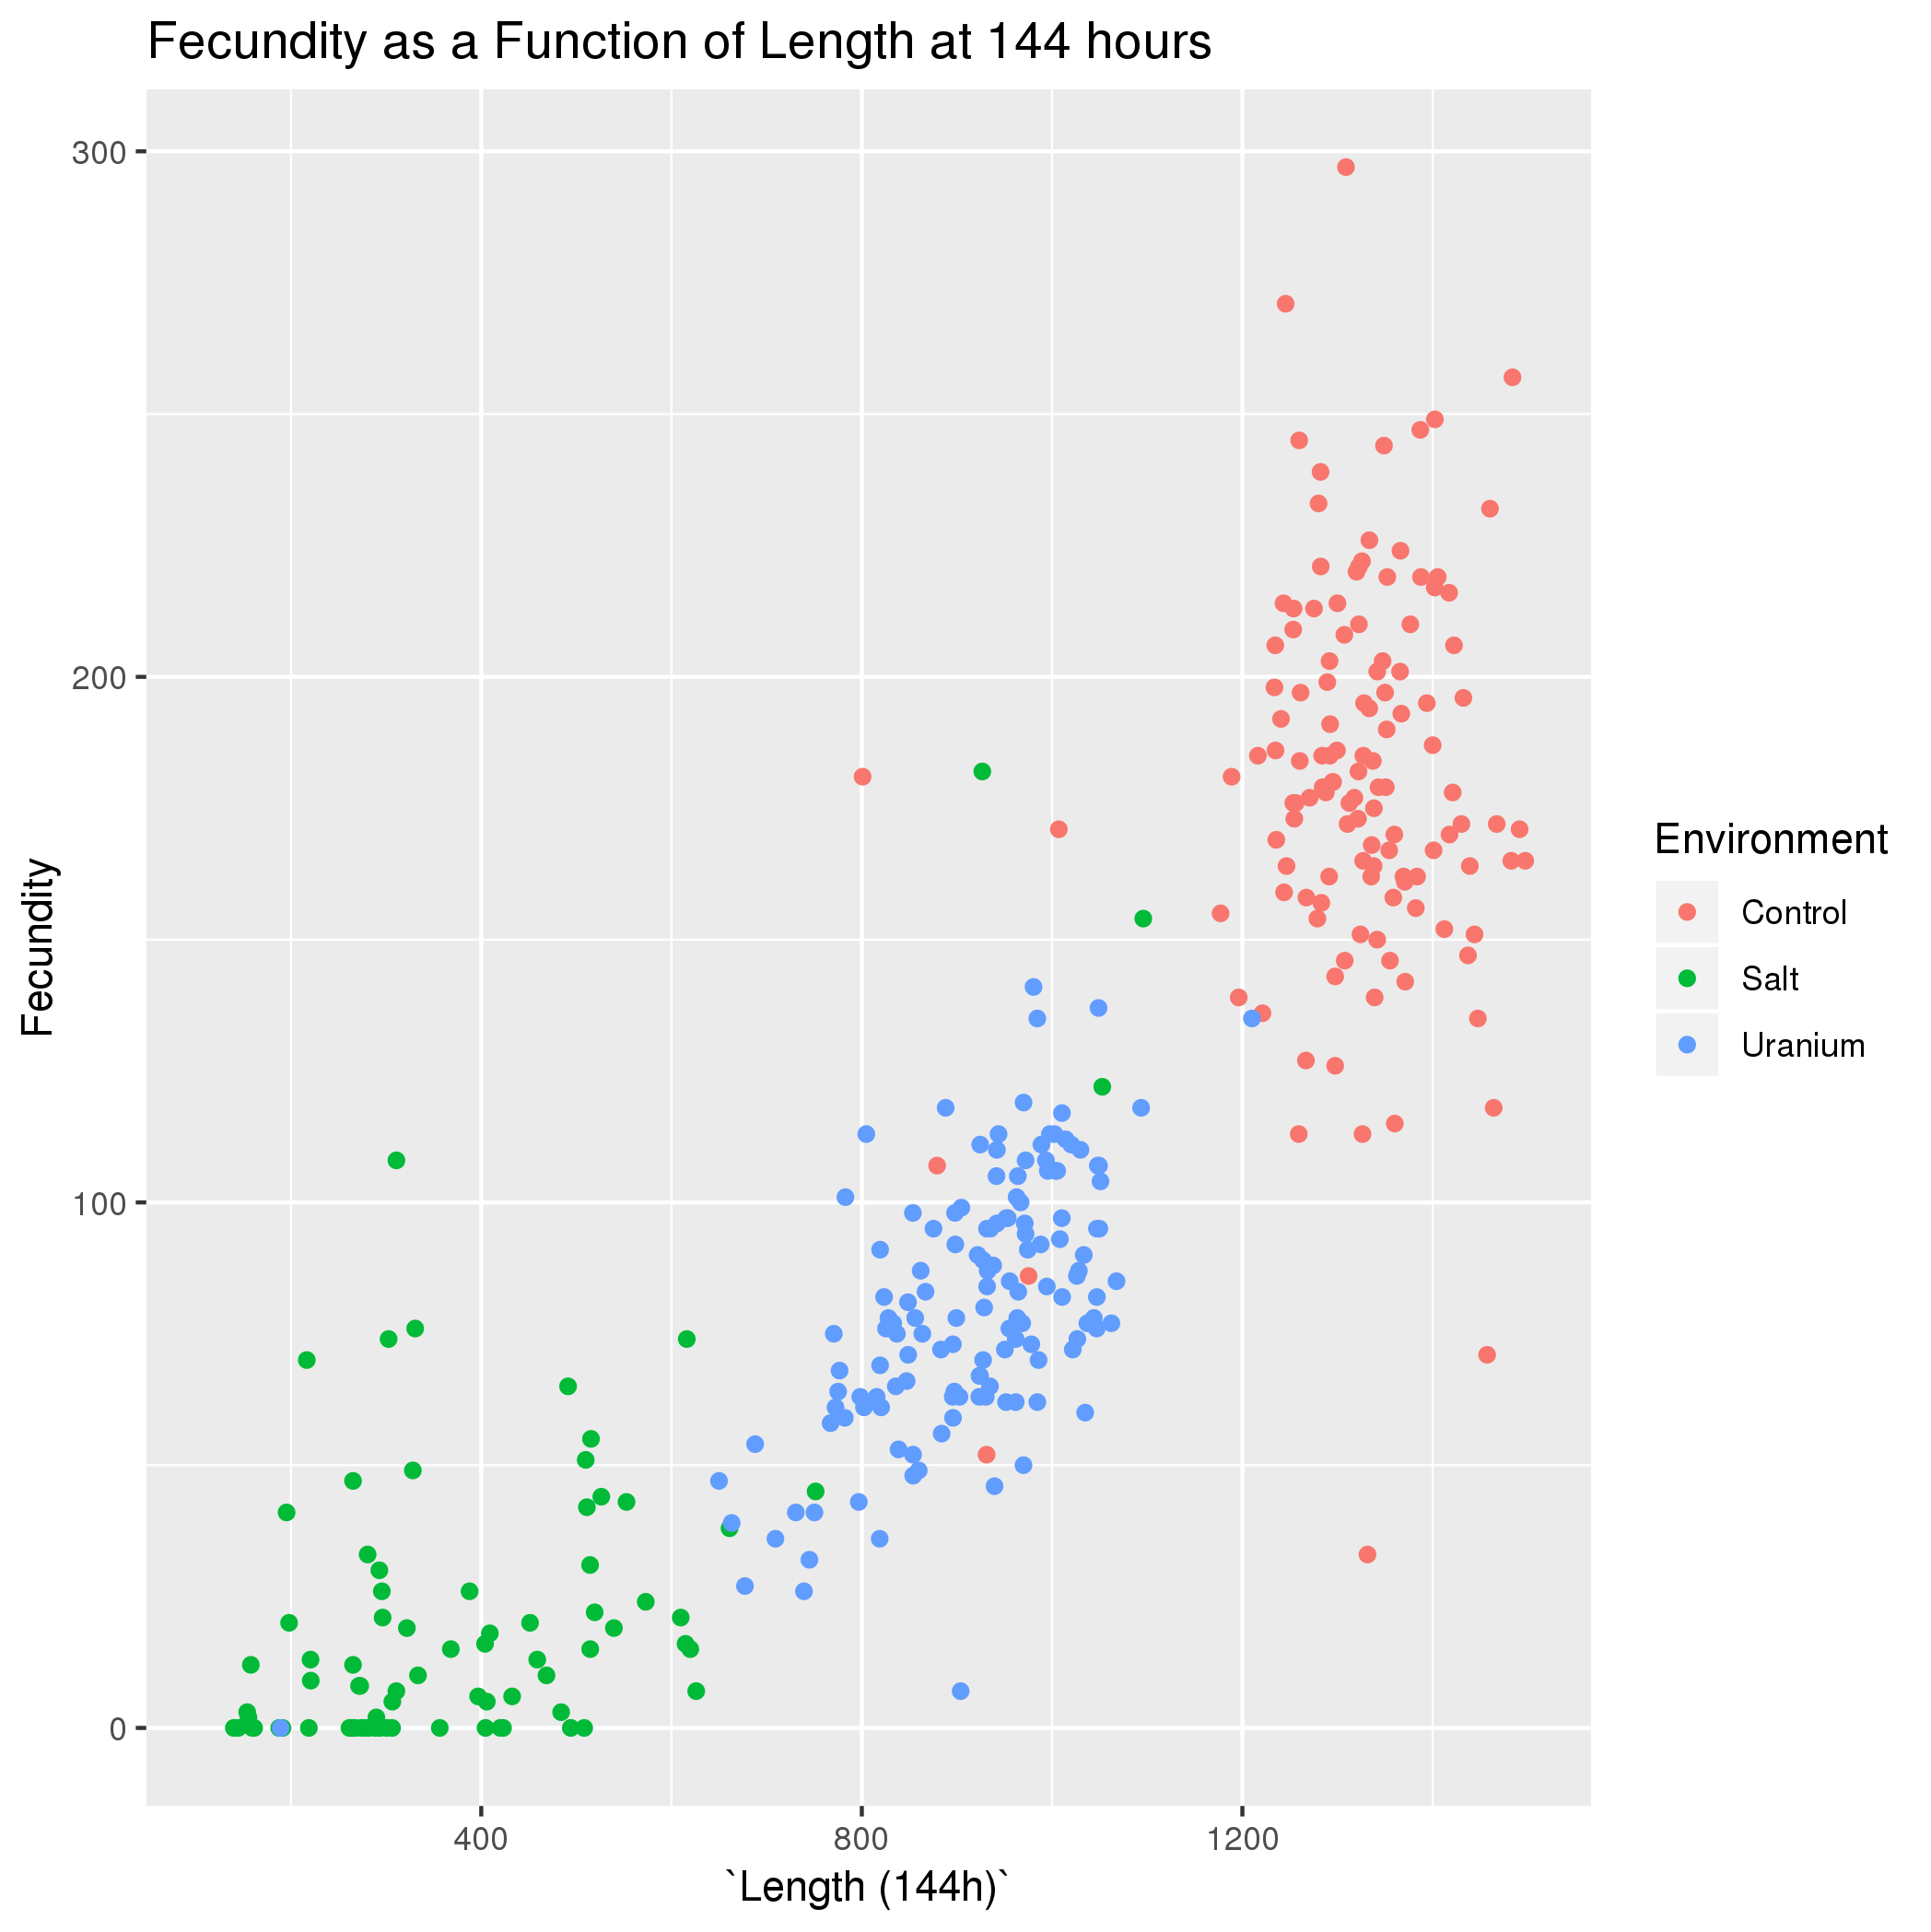 Fecundity as a Function of Length at 144 hours
300
200
100
0
Fecundity
400
800
1200
`Length (144h)`
Environment
Control
Salt
Uranium